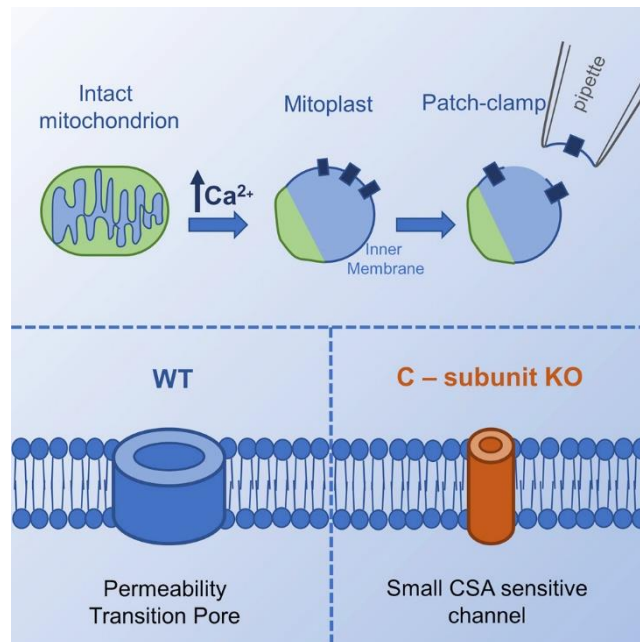 Intact
mitochondrion
Ca²⁺
Mitoplast
Inner
Membrane
Patch-clamp
pipette
WT
Permeability
Transition Pore
C – subunit KO
Small CSA sensitive
channel